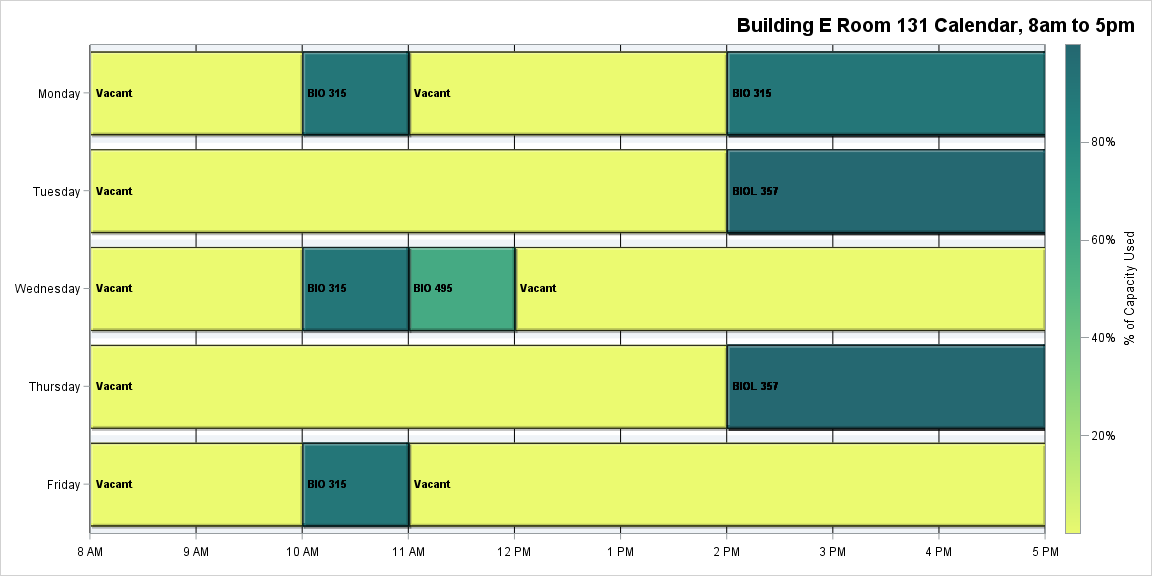 Building E Room 131 Calendar, 8am to 5pm
Monday
Vacant
BIO 315
Vacant
BIO 315
Tuesday
Vacant
BIOL 357
Wednesday
Vacant
BIO 315
BIO 495
Vacant
Thursday
Vacant
BIOL 357
Friday
Vacant
BIO 315
Vacant
8 AM
9 AM
10 AM
11 AM
12 PM
1 PM
2 PM
3 PM
4 PM
5 PM
80%
60%
40%
20%
% of Capacity Used